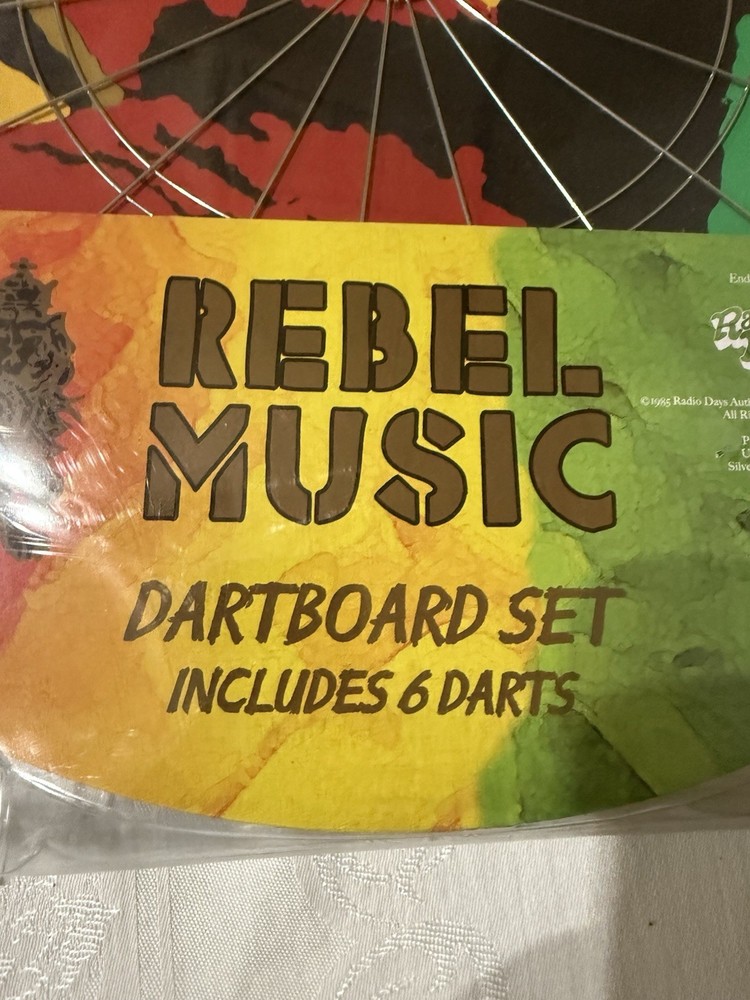 REBEL
MUSIC
DARTBOARD SET
INCLUDES 6 DARTS
©1985 Radio Days
All